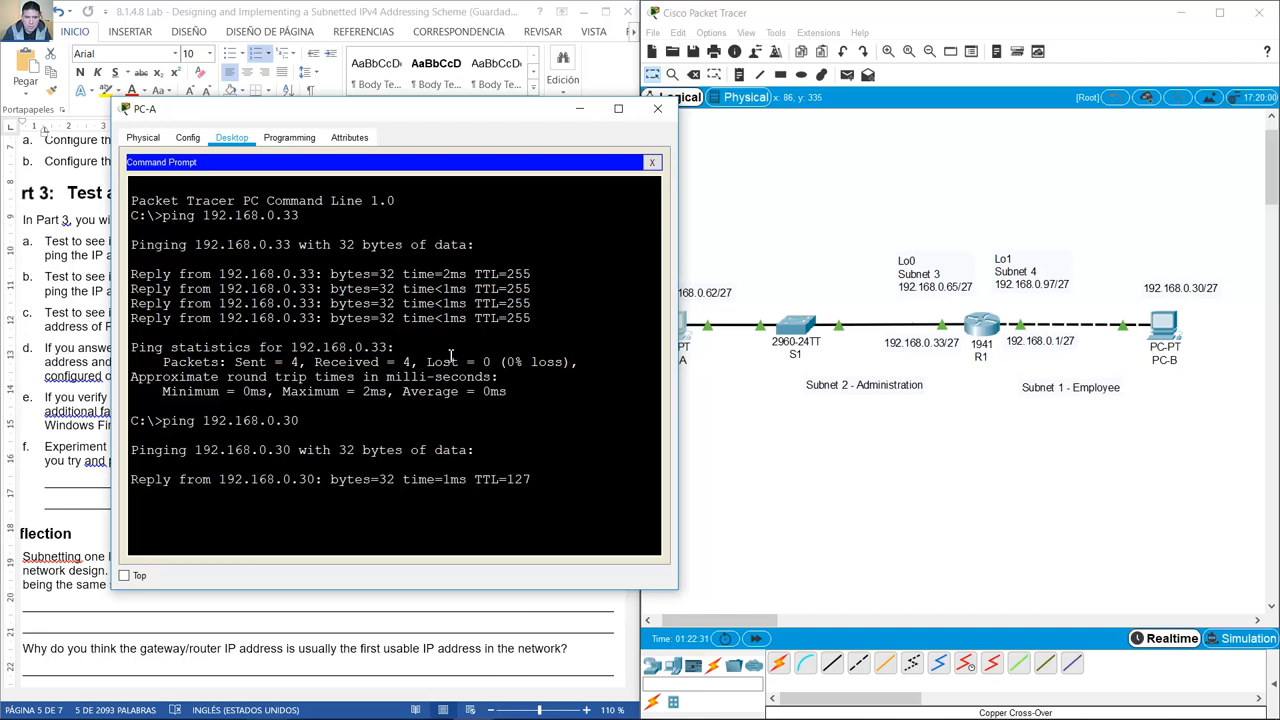 8.1.4.8 Lab - Designing and Implementing a Subnetted IPv4 Addressing Scheme (Guardad
INICIO INSERTAR DISEÑO DISEÑO DE PÁGINA REFERENCIAS CORRESPONDENCIA REVISAR VISTA
Pegar
Portapapeles
Arial 10
N K S abc x₂ x²
AaBbCcD AaBbCcD AaBbCcD
¶ Body Te... ¶ Body Te... ¶ Body Te...
Edición
a. Configure th
b. Configure th
rt 3: Test a
In Part 3, you wi
a. Test to see i
ping the IP a
b. Test to see i
ping the IP a
c. Test to see i
address of P
d. If you answe
address and
configured c
e. If you verify
additional fa
Windows Fir
f. Experiment
you try and p
flection
Subnetting one l
network design.
being the same s
Why do you think the gateway/router IP address is usually the first usable IP address in the network?
PÁGINA 5 DE 7 5 DE 2093 PALABRAS INGLÉS (ESTADOS UNIDOS) 110 %
PC-A
Physical Config Desktop Programming Attributes
Command Prompt X
Packet Tracer PC Command Line 1.0
C:\>ping 192.168.0.33
Pinging 192.168.0.33 with 32 bytes of data:
Reply from 192.168.0.33: bytes=32 time=2ms TTL=255
Reply from 192.168.0.33: bytes=32 time<1ms TTL=255
Reply from 192.168.0.33: bytes=32 time<1ms TTL=255
Reply from 192.168.0.33: bytes=32 time<1ms TTL=255
Ping statistics for 192.168.0.33:
Packets: Sent = 4, Received = 4, Lost = 0 (0% loss),
Approximate round trip times in milli-seconds:
Minimum = 0ms, Maximum = 2ms, Average = 0ms
C:\>ping 192.168.0.30
Pinging 192.168.0.30 with 32 bytes of data:
Reply from 192.168.0.30: bytes=32 time=1ms TTL=127
Top
Cisco Packet Tracer
File Edit Options View Tools Extensions Help
Logical Physical x: 86, y: 335 [Root] 17:20:00
Lo0
Subnet 3
192.168.0.65/27
Lo1
Subnet 4
192.168.0.97/27
.0.62/27
192.168.0.30/27
192.168.0.33/27
192.168.0.1/27
PT
A
2960-24TT
S1
1941
R1
PC-PT
PC-B
Subnet 2 - Administration
Subnet 1 - Employee
Time: 01:22:31 Realtime Simulation
Copper Cross-Over